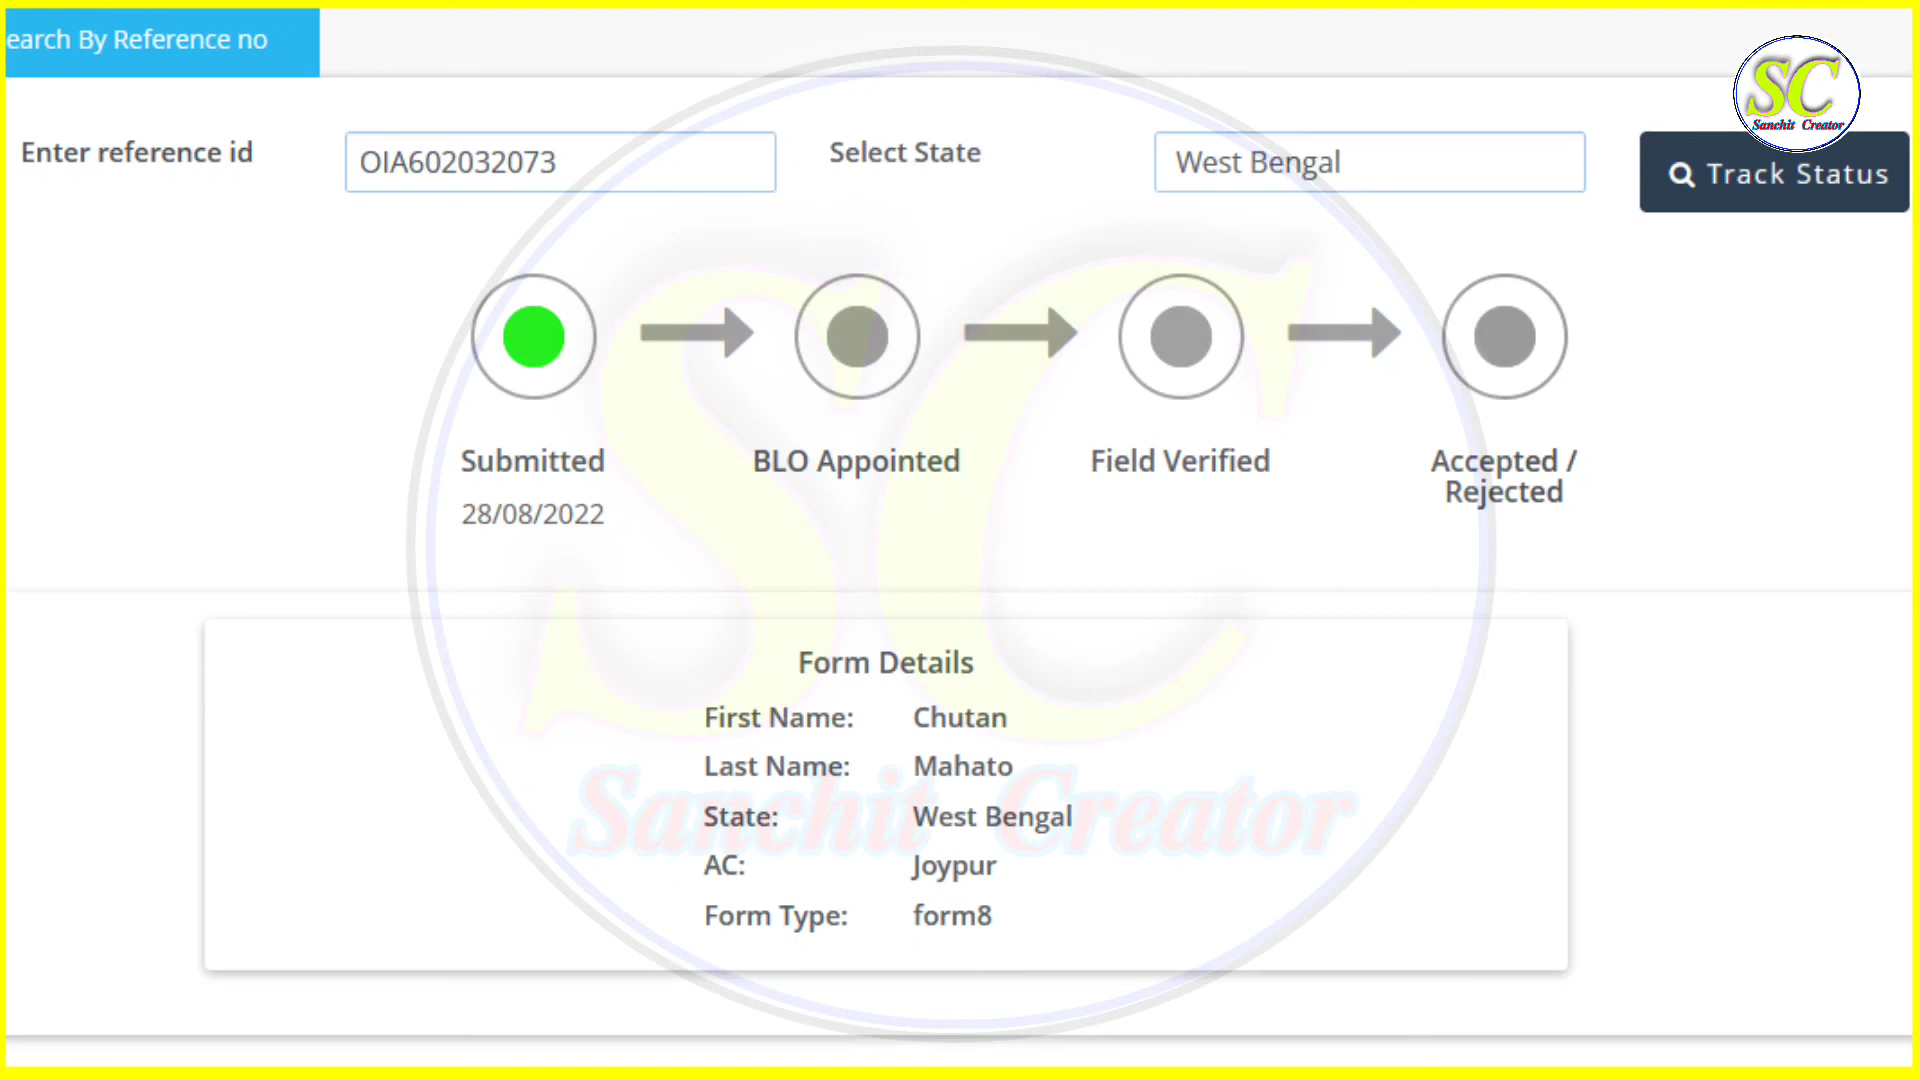 earch By Reference no
SC
Sanchit Creator
Enter reference id
OIA602032073
Select State
West Bengal
Track Status
Submitted
BLO Appointed
Field Verified
Accepted /
Rejected
28/08/2022
SC
Form Details
First Name: Chutan
Last Name: Mahato
Sanchit Creator
State: West Bengal
AC: Joypur
Form Type: form8